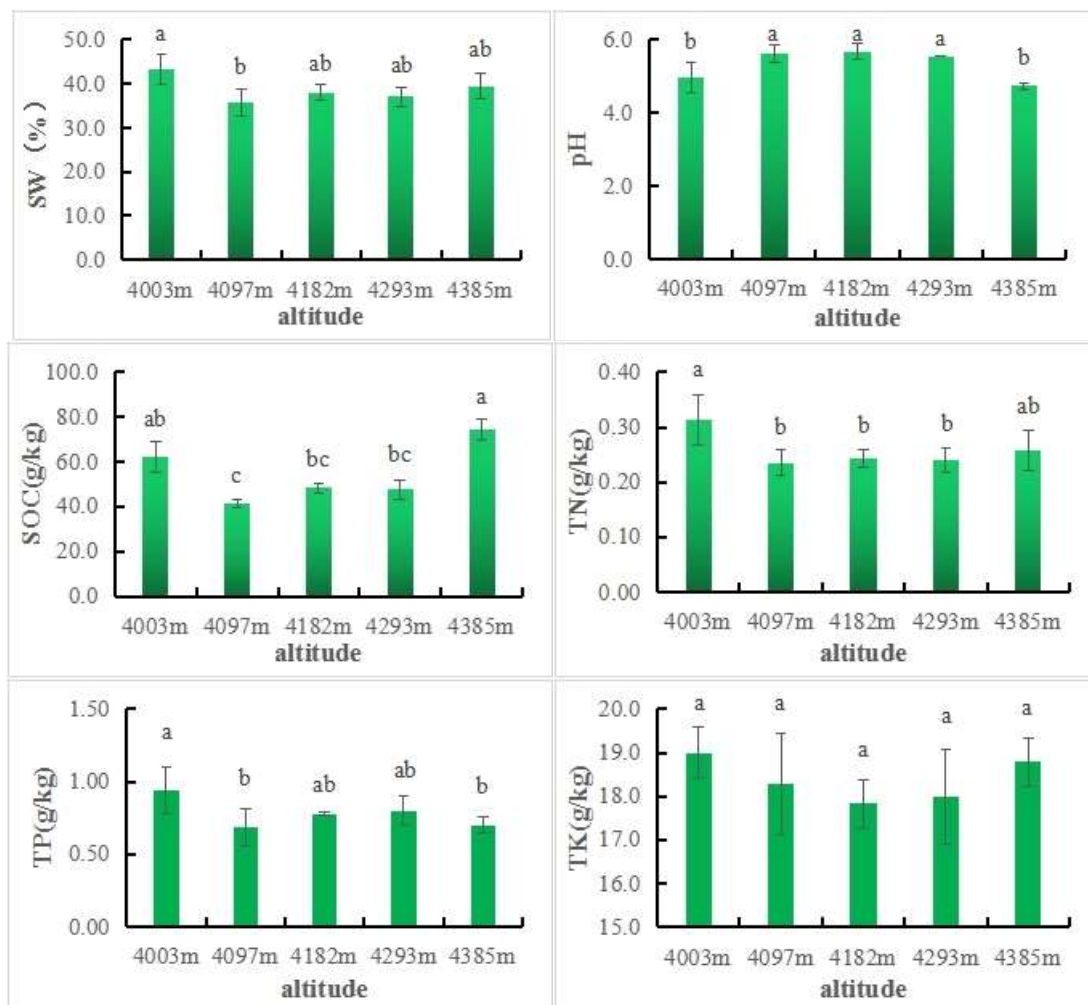 SW (%)
50.0
40.0
30.0
20.0
10.0
0.0
a
b
ab
ab
ab
4003m 4097m 4182m 4293m 4385m
altitude
pH
6.0
4.0
2.0
0.0
b
a
a
a
b
4003m 4097m 4182m 4293m 4385m
altitude
SOC(g/kg)
100.0
80.0
60.0
40.0
20.0
0.0
ab
c
bc
bc
a
4003m 4097m 4182m 4293m 4385m
altitude
TN(g/kg)
0.40
0.30
0.20
0.10
0.00
a
b
b
b
ab
4003m 4097m 4182m 4293m 4385m
altitude
TP(g/kg)
1.50
1.00
0.50
0.00
a
b
ab
ab
b
4003m 4097m 4182m 4293m 4385m
altitude
TK(g/kg)
20.0
19.0
18.0
17.0
16.0
15.0
a
a
a
a
a
4003m 4097m 4182m 4293m 4385m
altitude